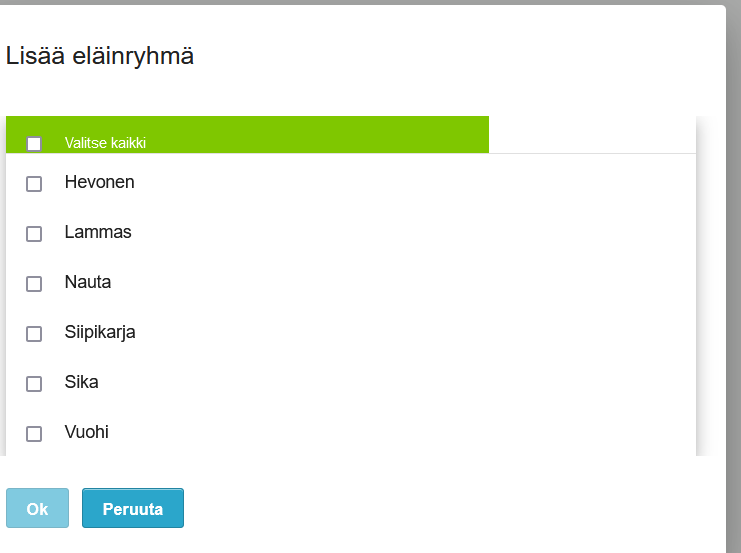 Lisää eläinryhmä
Valitse kaikki
Hevonen
Lammas
Nauta
Siipikarja
Sika
Vuohi
Ok Peruuta